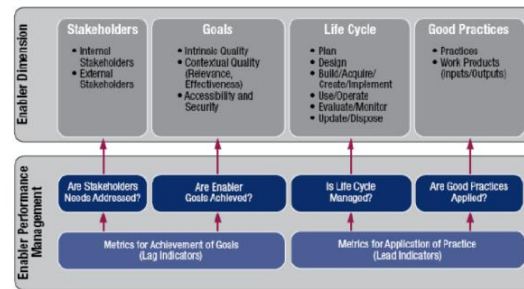 Enabler Dimension
Stakeholders
• Internal
Stakeholders
• External
Stakeholders
Goals
• Intrinsic Quality
• Contextual Quality
(Relevance,
Effectiveness)
• Accessibility and
Security
Life Cycle
• Plan
• Design
• Build/Acquire/
Create/Implement
• Use/Operate
• Evaluate/Monitor
• Update/Dispose
Good Practices
• Practices
• Work Products
(Inputs/Outputs)
Enabler Performance
Management
Are Stakeholders
Needs Addressed?
Are Enabler
Goals Achieved?
Is Life Cycle
Managed?
Are Good Practices
Applied?
Metrics for Achievement of Goals
(Lag Indicators)
Metrics for Application of Practice
(Lead Indicators)